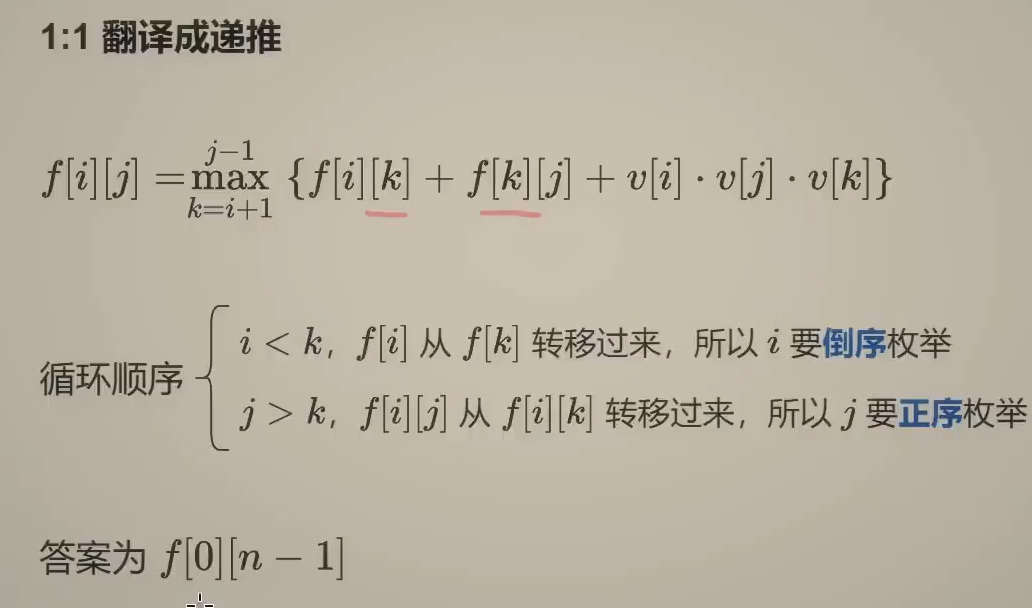 1:1 翻译成递推
f[i][j] = max_{k=i+1}^{j-1} {f[i][k] + f[k][j] + v[i] · v[j] · v[k]}
循环顺序 { i < k, f[i] 从 f[k] 转移过来, 所以 i 要倒序枚举
j > k, f[i][j] 从 f[i][k] 转移过来, 所以 j 要正序枚举
答案为 f[0][n − 1]